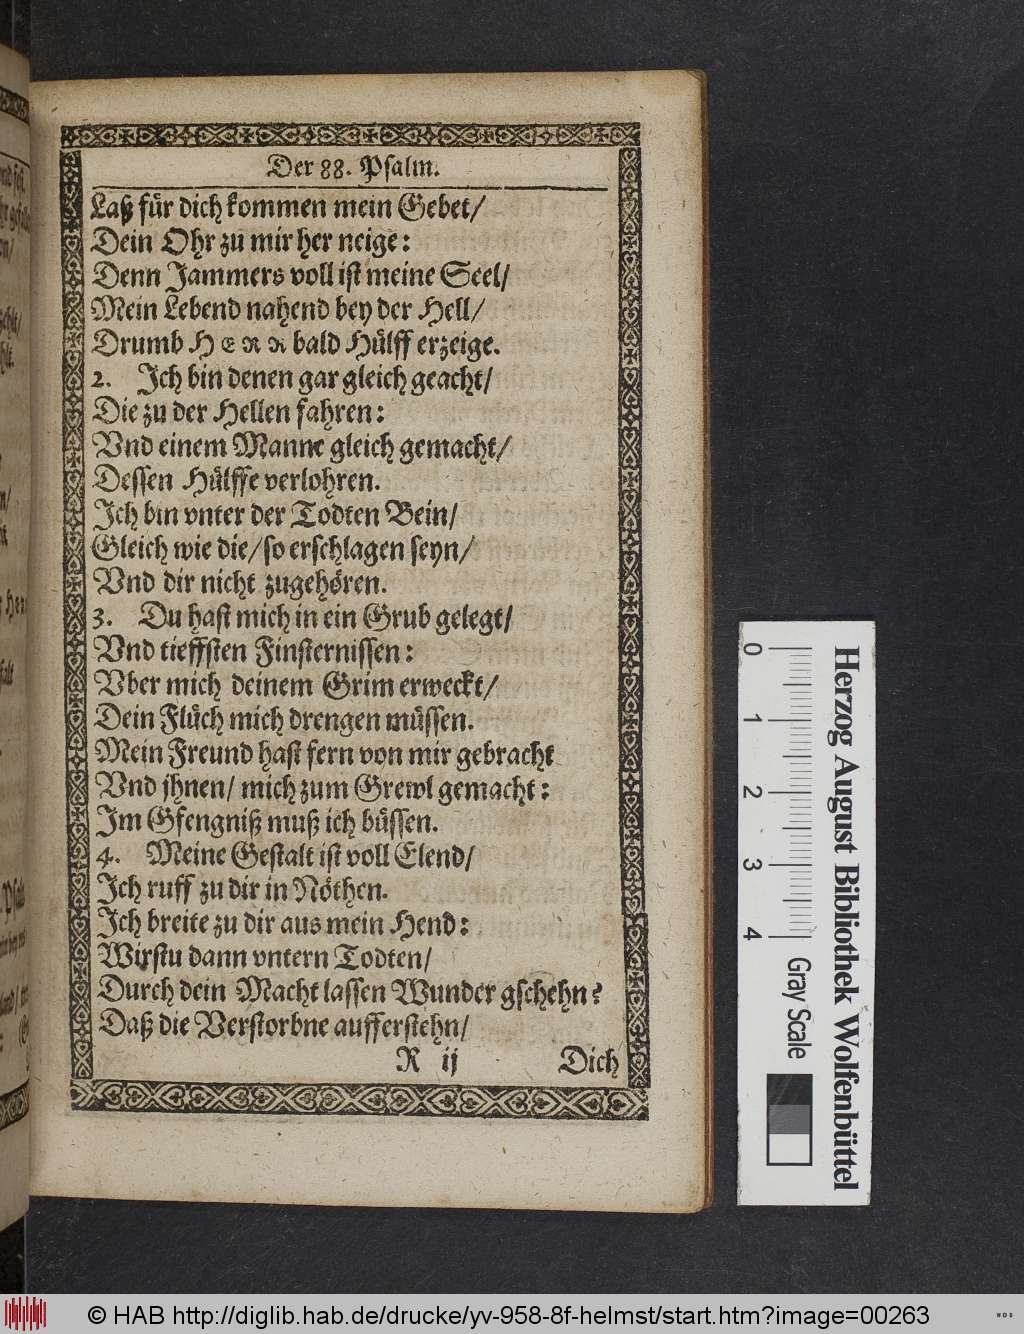 Der 88. Psalm.
Laß für dich kommen mein Gebet/
Dein Ohr zu mir her neige:
Denn Jammers voll ist meine Seel/
Mein Lebend nahend bey der Hell/
Drumb HERR bald Hülff erzeige.
2. Ich bin denen gar gleich geacht/
Die zu der Hellen fahren:
Vnd einem Manne gleich gemacht/
Dessen Hülffe verlohren.
Ich bin vnter der Todten Bein/
Gleich wie die/ so erschlagen seyn/
Vnd dir nicht zugehören.
3. Du hast mich in ein Grub gelegt/
Vnd tieffsten Finsternissen:
Vber mich deinem Grim erweckt/
Dein Flüch mich drengen müssen.
Mein Freund hast fern von mir gebracht
Vnd jhnen/ mich zum Grewl gemacht:
Im Gfengniß muß ich büssen.
4. Meine Gestalt ist voll Elend/
Ich ruff zu dir in Nöthen.
Ich breite zu dir aus mein Hend:
Wirstu dann vntern Todten/
Durch dein Macht lassen Wunder gschehn?
Daß die Verstorbne aufferstehn/
R ij Dich
0 1 2 3 4 Gray Scale
Herzog August Bibliothek Wolfenbüttel
© HAB http://diglib.hab.de/drucke/yv-958-8f-helmst/start.htm?image=00263